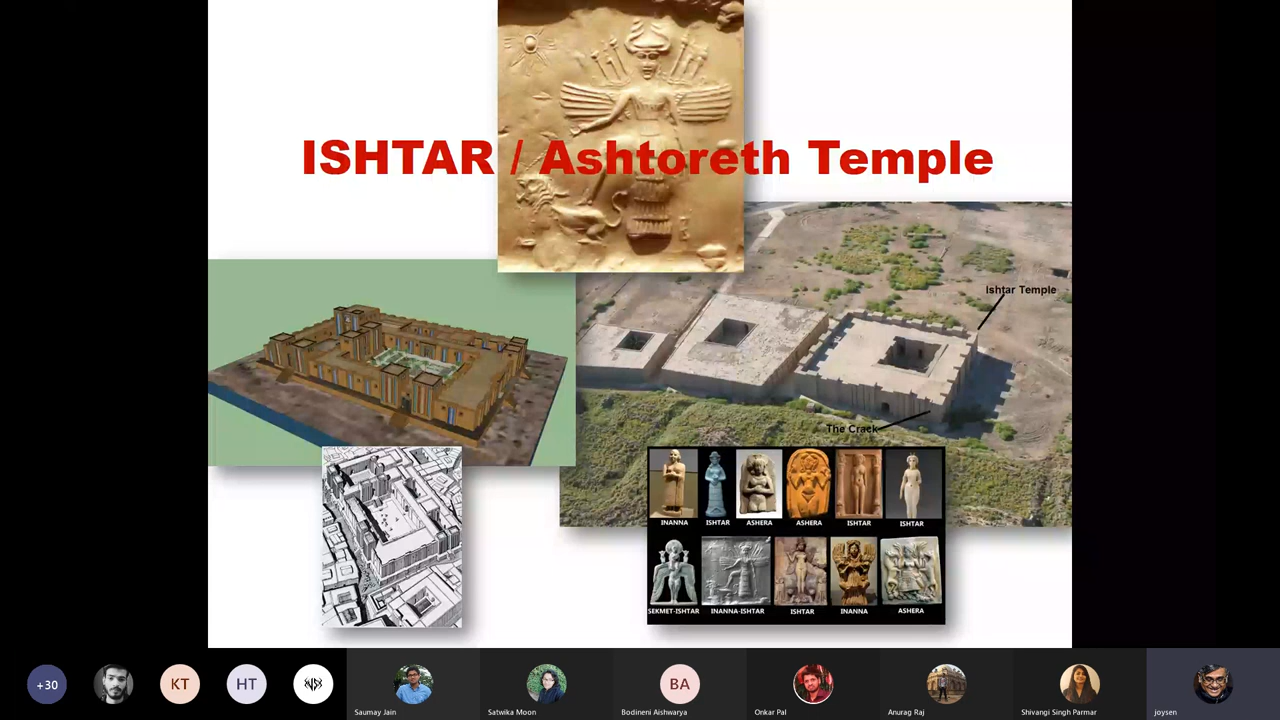 ISHTAR / Ashtoreth Temple
Ishtar Temple
The Crack
INANNA
ISHTAR
ASHERA
ASHERA
ISHTAR
ISHTAR
SEKMET-ISHTAR
INANNA-ISHTAR
ISHTAR
INANNA
ASHERA
+30
KT
HT
BA
Saumay Jain
Satwika Moon
Bodineni Aishwarya
Onkar Pal
Anurag Raj
Shivangi Singh Parmar
joysen